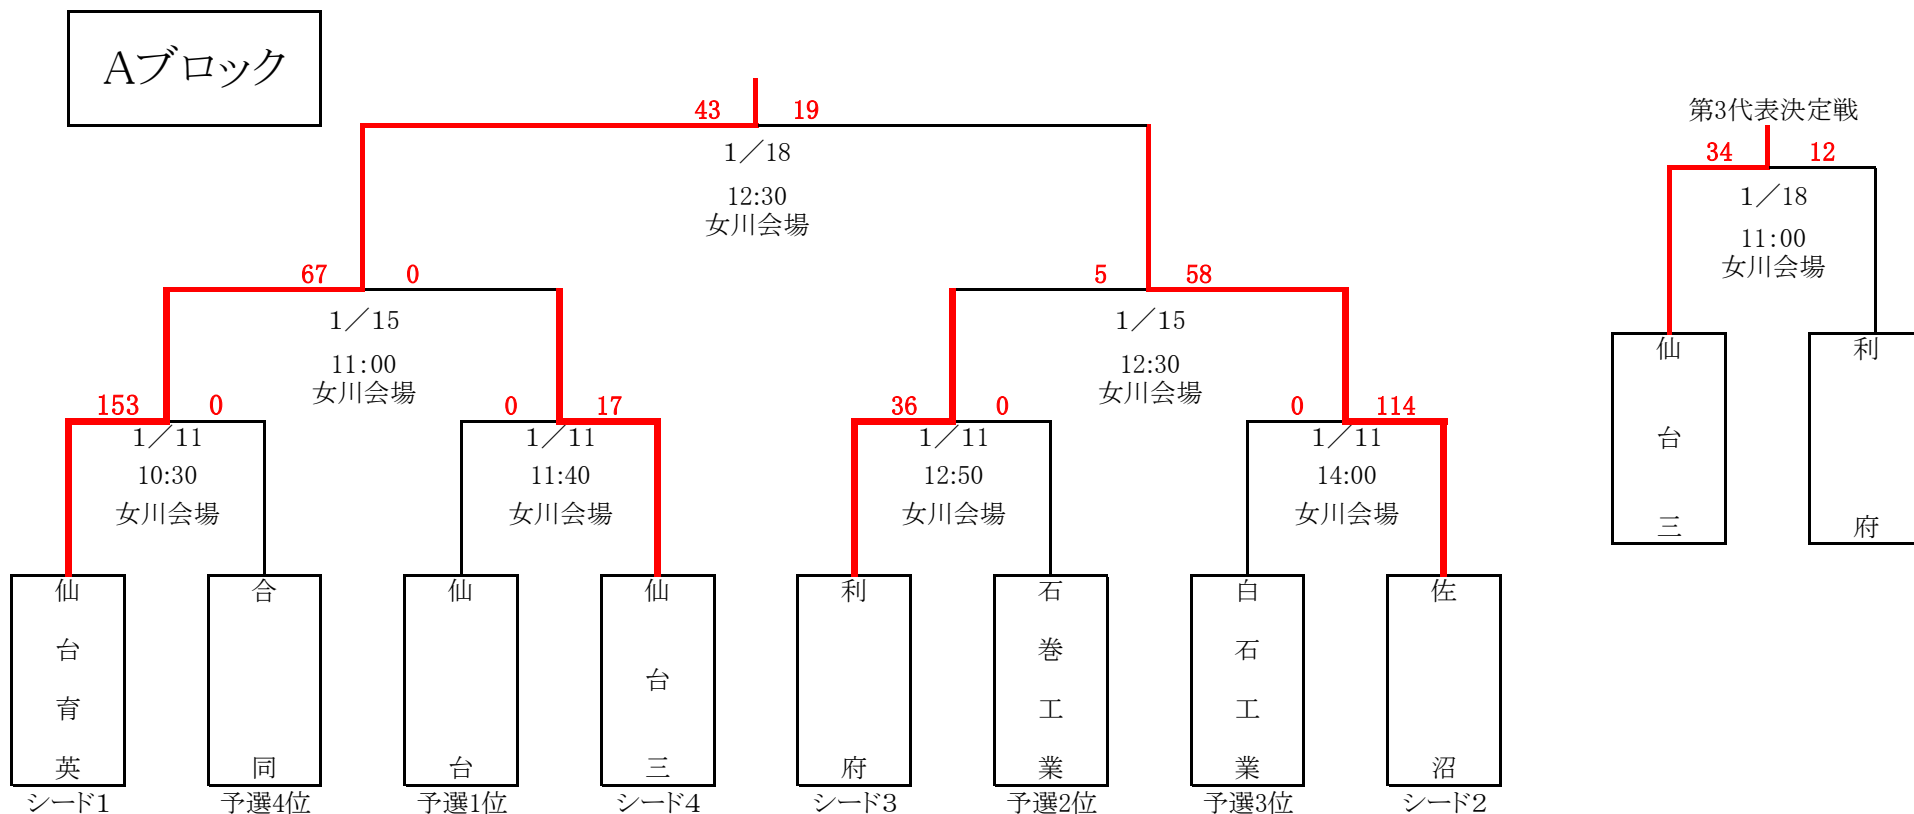 Aブロック
43 19
1／18
12:30
女川会場
67 0
1／15
11:00
女川会場
5 58
1／15
12:30
女川会場
153 0
1／11
10:30
女川会場
0 17
1／11
11:40
女川会場
36 0
1／11
12:50
女川会場
0 114
1／11
14:00
女川会場
仙台育英
シード1
合同
予選4位
仙台
予選1位
仙台三
シード4
利府
シード3
石巻工業
予選2位
白石工業
予選3位
佐沼
シード2
第3代表決定戦
34 12
1／18
11:00
女川会場
仙台三
利府